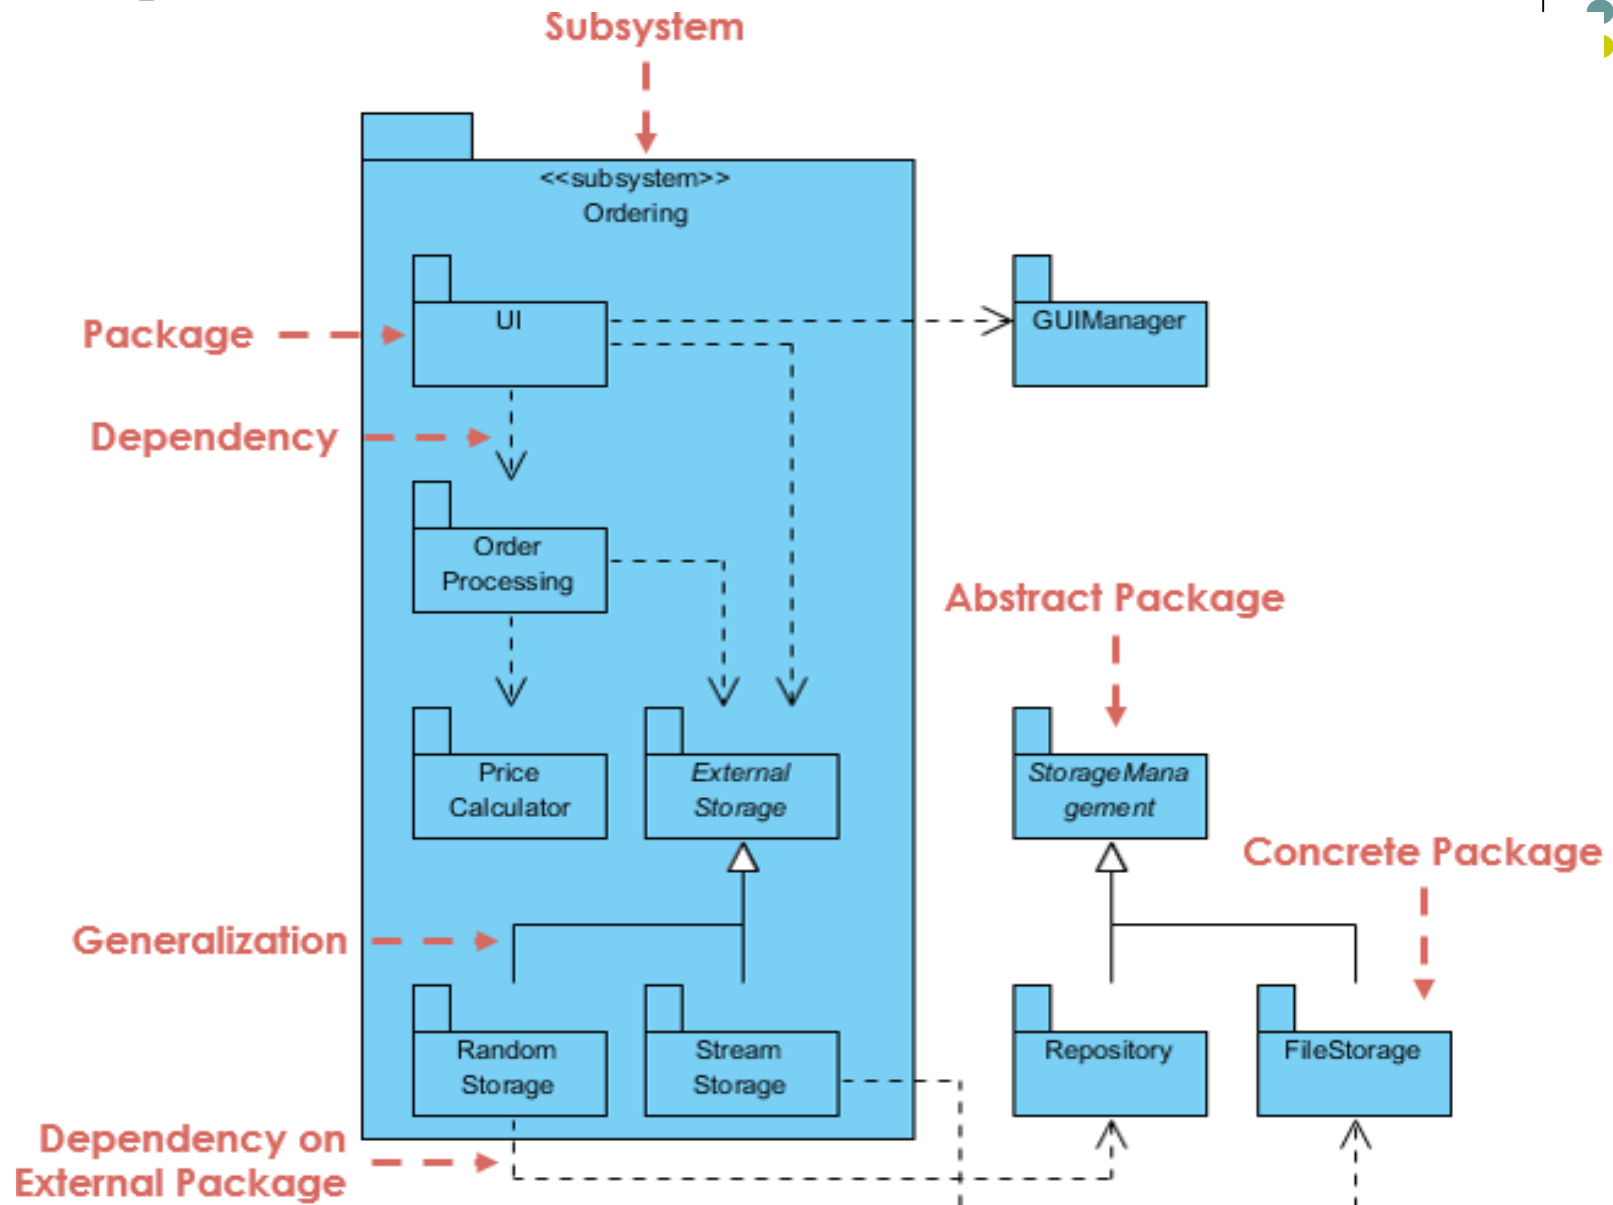 Subsystem
<<subsystem>>
Ordering
UI
GUIManager
Package
Dependency
Order
Processing
Abstract Package
Price
Calculator
External
Storage
StorageMana
gement
Concrete Package
Generalization
Random
Storage
Stream
Storage
Repository
FileStorage
Dependency on
External Package